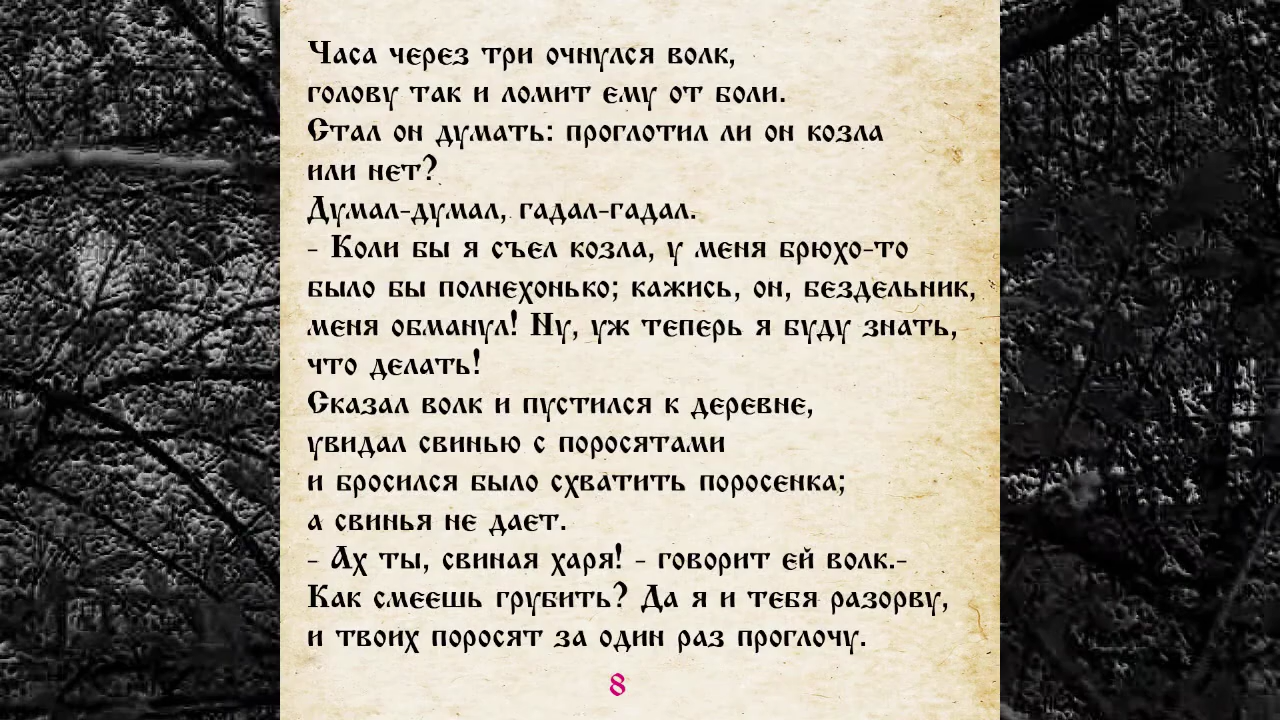 Часа через три очнулся волк,
голову так и ломит ему от боли.
Стал он думать: проглотил ли он козла
или нет?
Думал-думал, гадал-гадал.
- Коли бы я съел козла, у меня брюхо-то
было бы полнехонько; кажись, он, бездельник,
меня обманул! Ну, уж теперь я буду знать,
что делать!
Сказал волк и пустился к деревне,
увидал свинью с поросятами
и бросился было схватить поросенка;
а свинья не дает.
- Ах ты, свиная харя! - говорит ей волк.-
Как смеешь грубить? Да я и тебя разорву,
и твоих поросят за один раз проглочу.
8